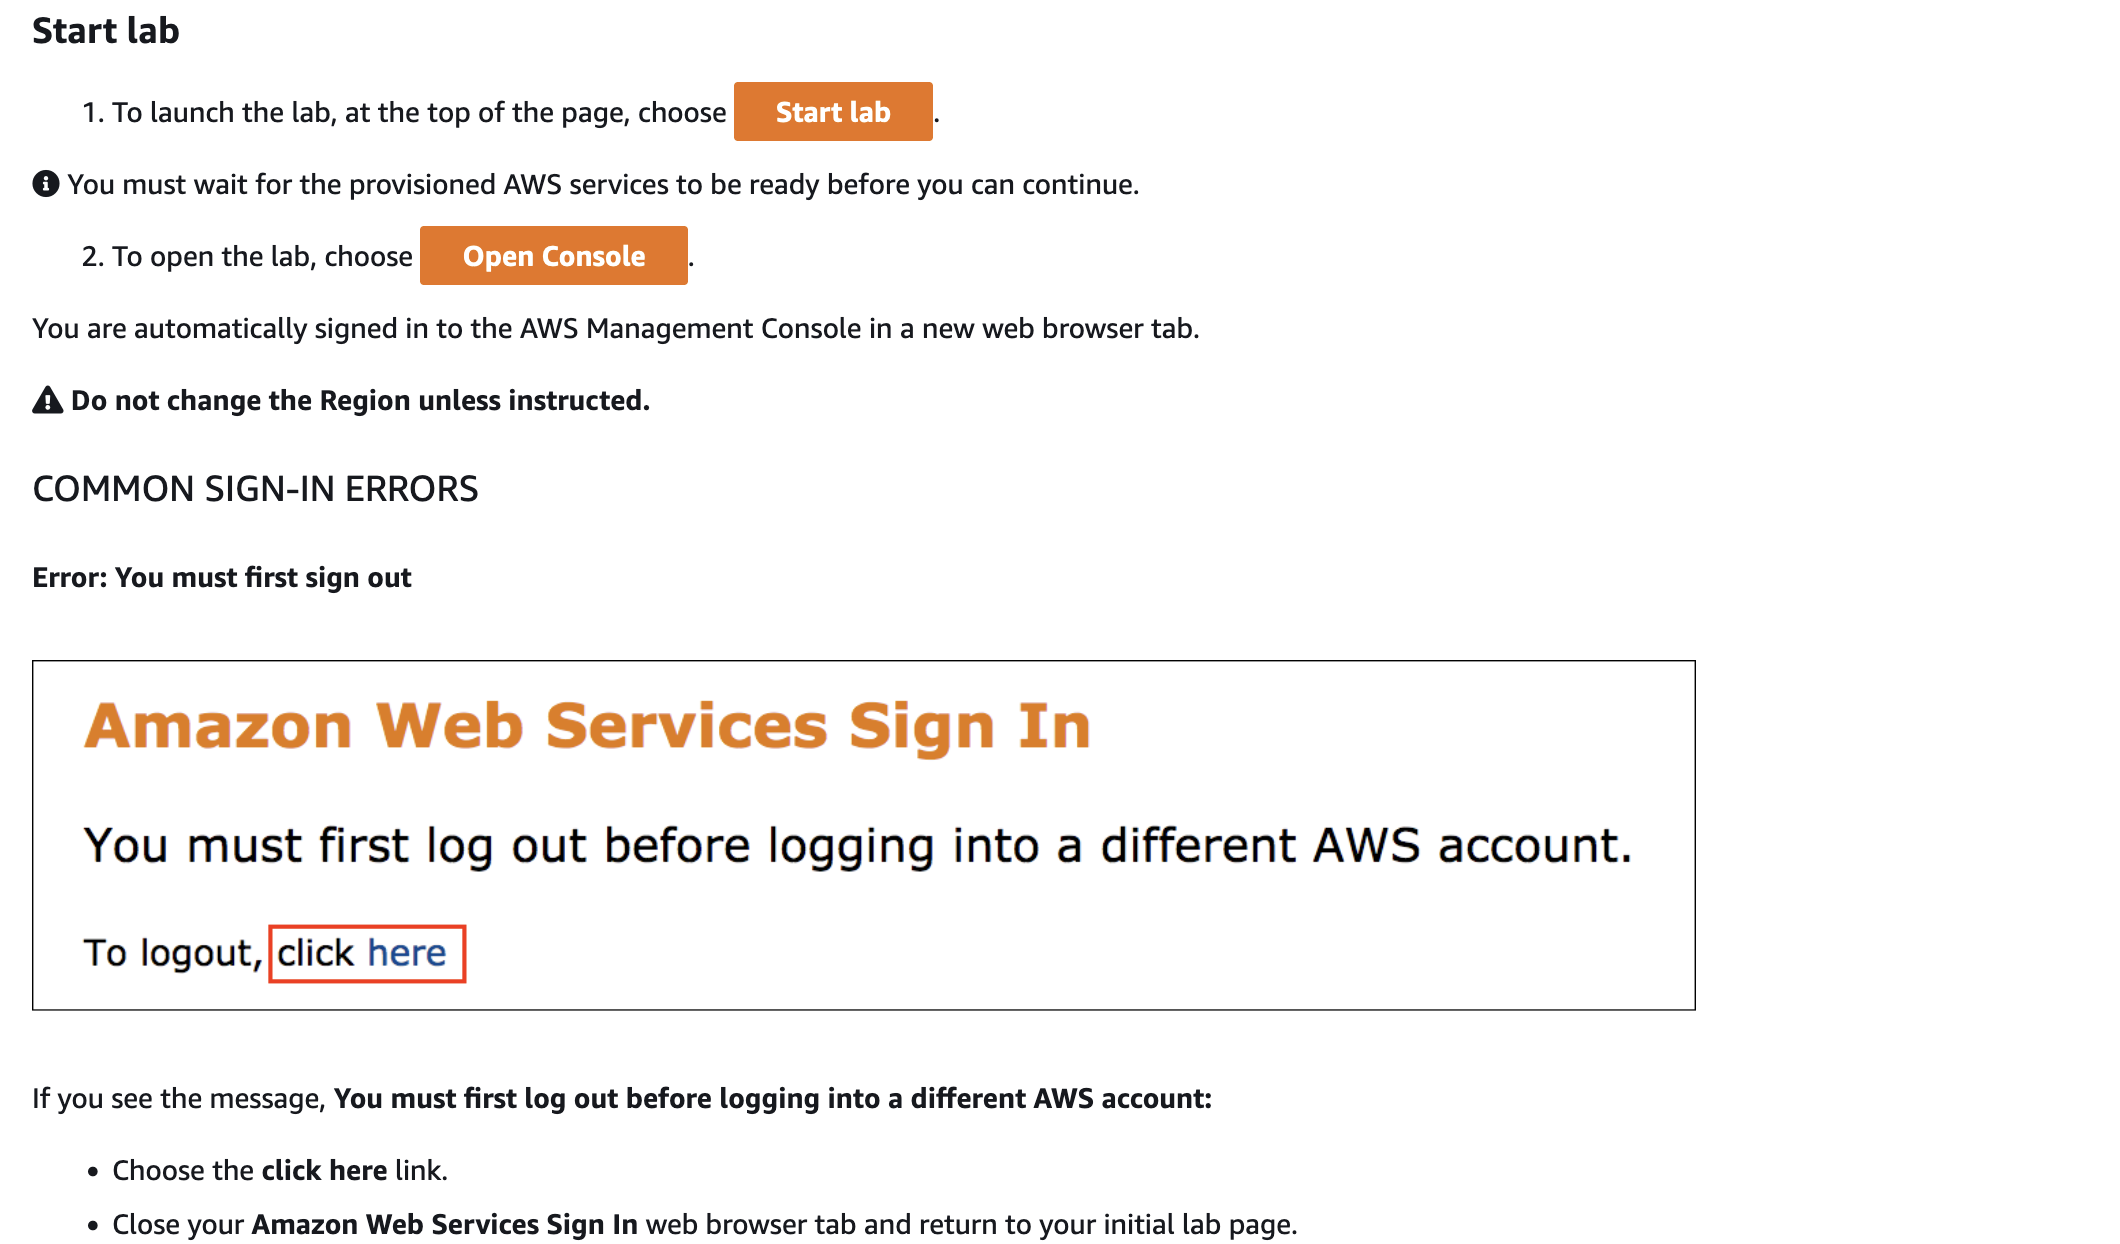 Start lab
1. To launch the lab, at the top of the page, choose Start lab.
You must wait for the provisioned AWS services to be ready before you can continue.
2. To open the lab, choose Open Console.
You are automatically signed in to the AWS Management Console in a new web browser tab.
Do not change the Region unless instructed.
COMMON SIGN-IN ERRORS
Error: You must first sign out
Amazon Web Services Sign In
You must first log out before logging into a different AWS account.
To logout, click here
If you see the message, You must first log out before logging into a different AWS account:
• Choose the click here link.
• Close your Amazon Web Services Sign In web browser tab and return to your initial lab page.